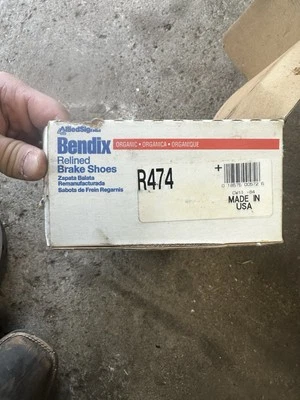 AlliedSignal
Bendix
ORGANIC • ORGANICA • ORGANIQUE
Relined
Brake Shoes
Zapata Balata
Remanufacturada
Sabots de Frein Regarnis
R474
+
MADE IN
USA